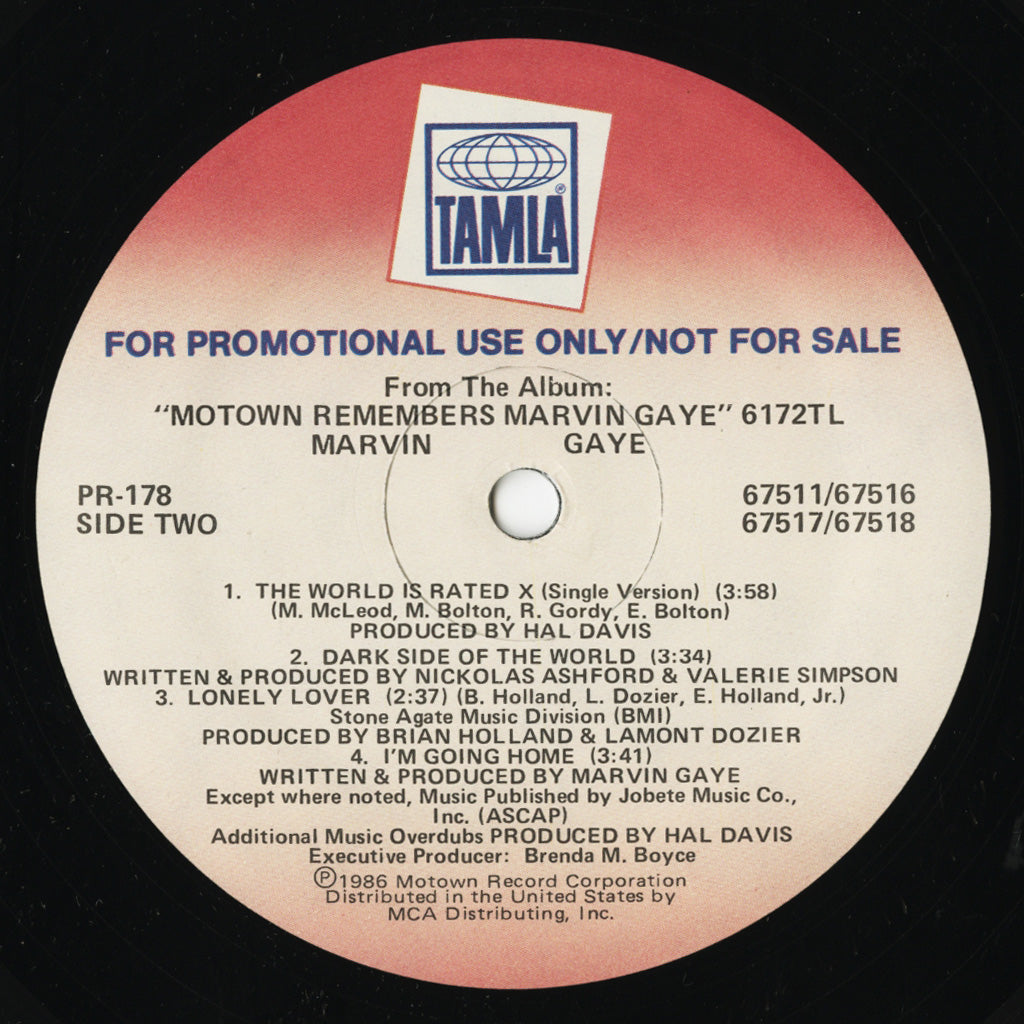 TAMLA®
FOR PROMOTIONAL USE ONLY/NOT FOR SALE
From The Album:
"MOTOWN REMEMBERS MARVIN GAYE" 6172TL
MARVIN GAYE
PR-178
SIDE TWO
67511/67516
67517/67518
1. THE WORLD IS RATED X (Single Version) (3:58)
(M. McLeod, M. Bolton, R. Gordy, E. Bolton)
PRODUCED BY HAL DAVIS
2. DARK SIDE OF THE WORLD (3:34)
WRITTEN & PRODUCED BY NICKOLAS ASHFORD & VALERIE SIMPSON
3. LONELY LOVER (2:37) (B. Holland, L. Dozier, E. Holland, Jr.)
Stone Agate Music Division (BMI)
PRODUCED BY BRIAN HOLLAND & LAMONT DOZIER
4. I'M GOING HOME (3:41)
WRITTEN & PRODUCED BY MARVIN GAYE
Except where noted, Music Published by Jobete Music Co.,
Inc. (ASCAP)
Additional Music Overdubs PRODUCED BY HAL DAVIS
Executive Producer: Brenda M. Boyce
℗1986 Motown Record Corporation
Distributed in the United States by
MCA Distributing, Inc.